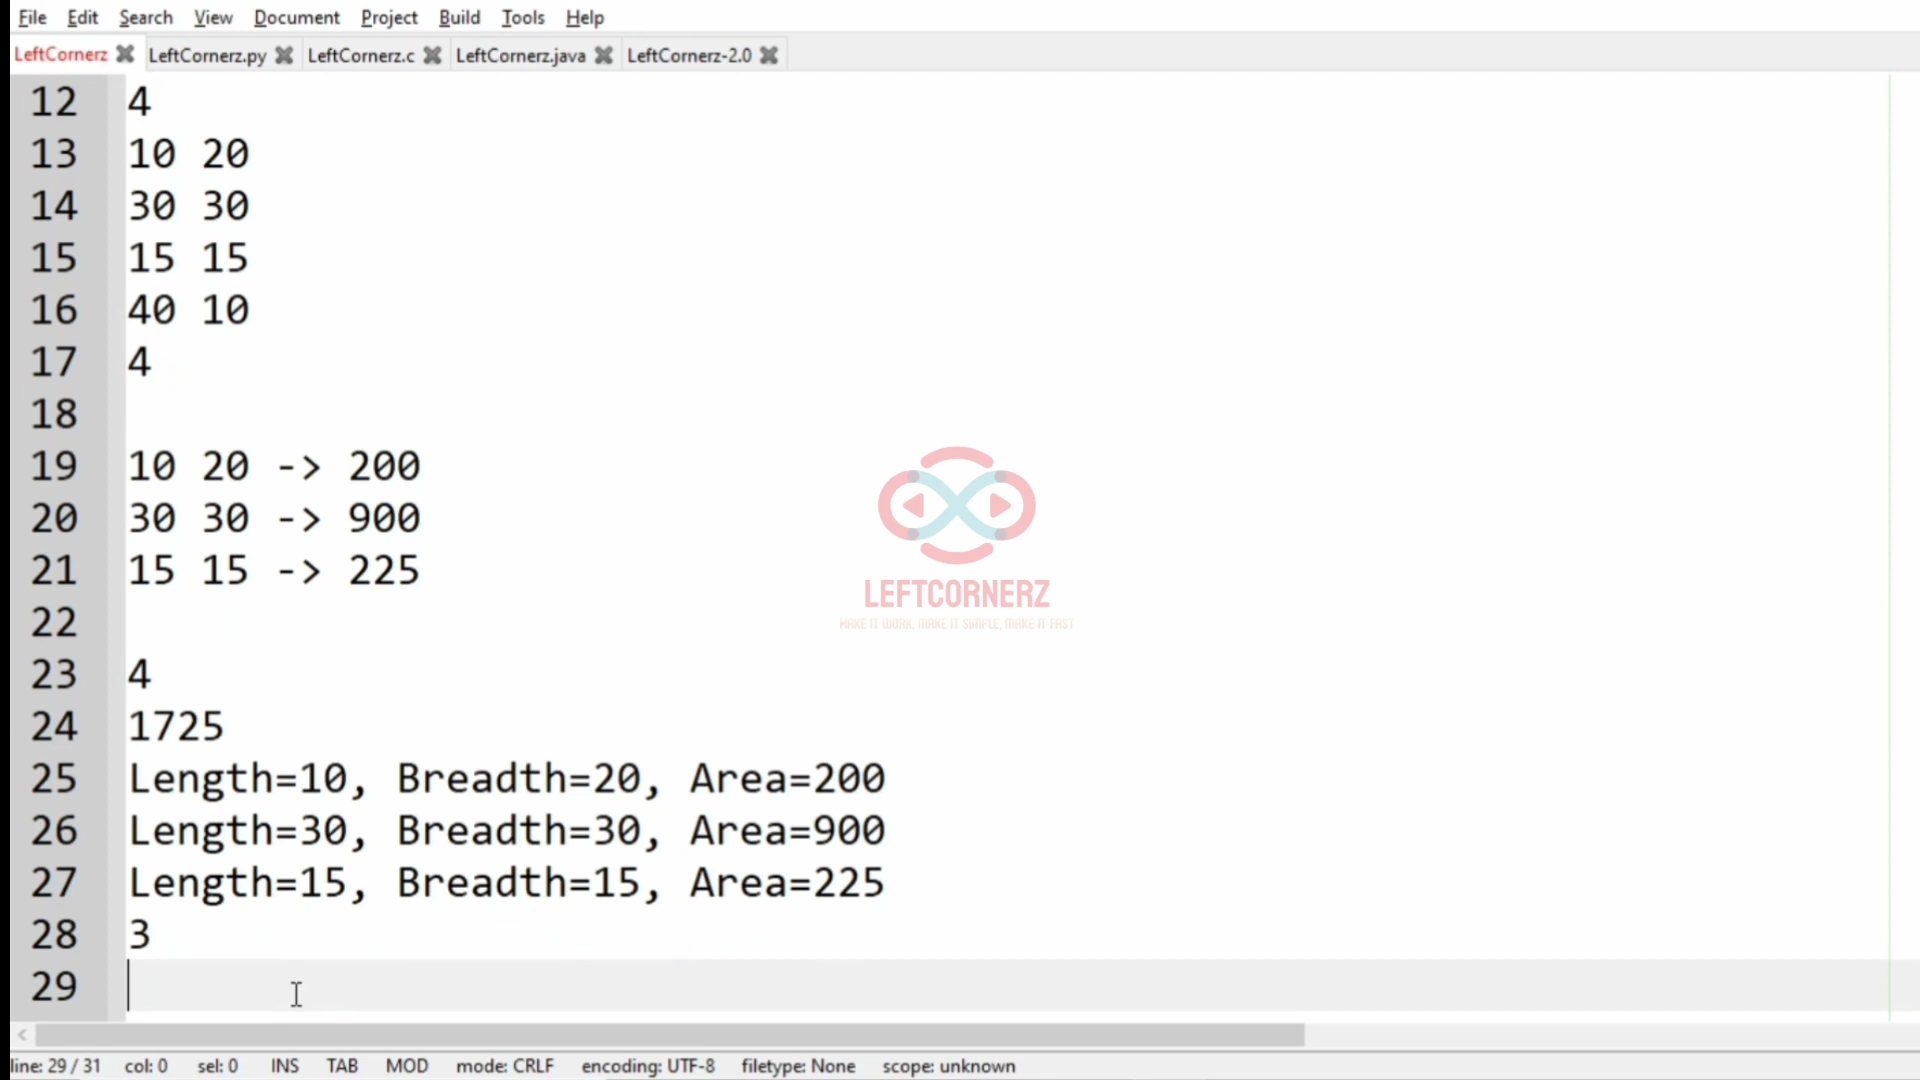 File Edit Search View Document Project Build Tools Help
LeftCornerz LeftCornerz.py LeftCornerz.c LeftCornerz.java LeftCornerz-2.0
12 4
13 10 20
14 30 30
15 15 15
16 40 10
17 4
18
19 10 20 -> 200
20 30 30 -> 900
21 15 15 -> 225
22
23 4
24 1725
25 Length=10, Breadth=20, Area=200
26 Length=30, Breadth=30, Area=900
27 Length=15, Breadth=15, Area=225
28 3
29
LEFTCORNERZ
MAKE IT WORK, MAKE IT SIMPLE, MAKE IT FAST
line: 29 / 31 col: 0 sel: 0 INS TAB MOD mode: CRLF encoding: UTF-8 filetype: None scope: unknown